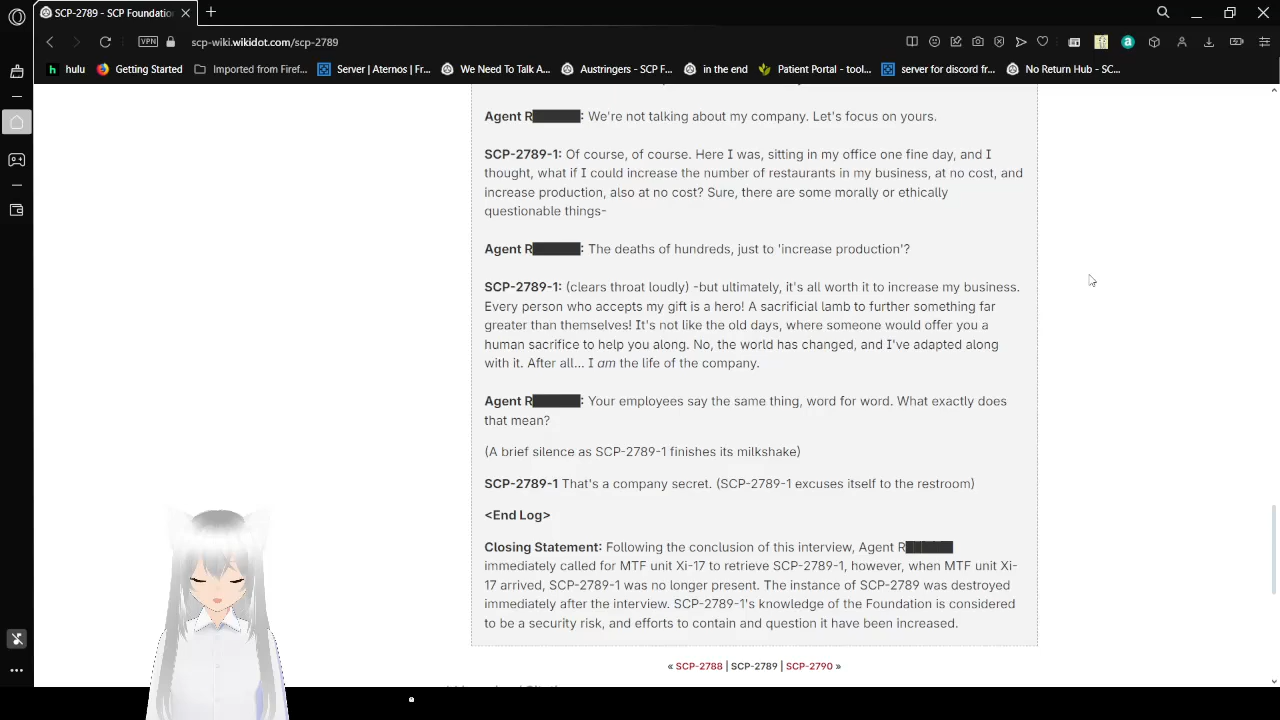 SCP-2789 - SCP Foundatio
scp-wiki.wikidot.com/scp-2789
VPN
hulu
Getting Started
Imported from Firef...
Server | Aternos | Fr...
We Need To Talk A...
Austringers - SCP F...
in the end
Patient Portal - tool...
server for discord fr...
No Return Hub - SC...
Agent R██████: We're not talking about my company. Let's focus on yours.
SCP-2789-1: Of course, of course. Here I was, sitting in my office one fine day, and I
thought, what if I could increase the number of restaurants in my business, at no cost, and
increase production, also at no cost? Sure, there are some morally or ethically
questionable things-
Agent R██████: The deaths of hundreds, just to 'increase production'?
SCP-2789-1: (clears throat loudly) -but ultimately, it's all worth it to increase my business.
Every person who accepts my gift is a hero! A sacrificial lamb to further something far
greater than themselves! It's not like the old days, where someone would offer you a
human sacrifice to help you along. No, the world has changed, and I've adapted along
with it. After all... I am the life of the company.
Agent R██████: Your employees say the same thing, word for word. What exactly does
that mean?
(A brief silence as SCP-2789-1 finishes its milkshake)
SCP-2789-1 That's a company secret. (SCP-2789-1 excuses itself to the restroom)
<End Log>
Closing Statement: Following the conclusion of this interview, Agent R██████
immediately called for MTF unit Xi-17 to retrieve SCP-2789-1, however, when MTF unit Xi-
17 arrived, SCP-2789-1 was no longer present. The instance of SCP-2789 was destroyed
immediately after the interview. SCP-2789-1's knowledge of the Foundation is considered
to be a security risk, and efforts to contain and question it have been increased.
« SCP-2788 | SCP-2789 | SCP-2790 »